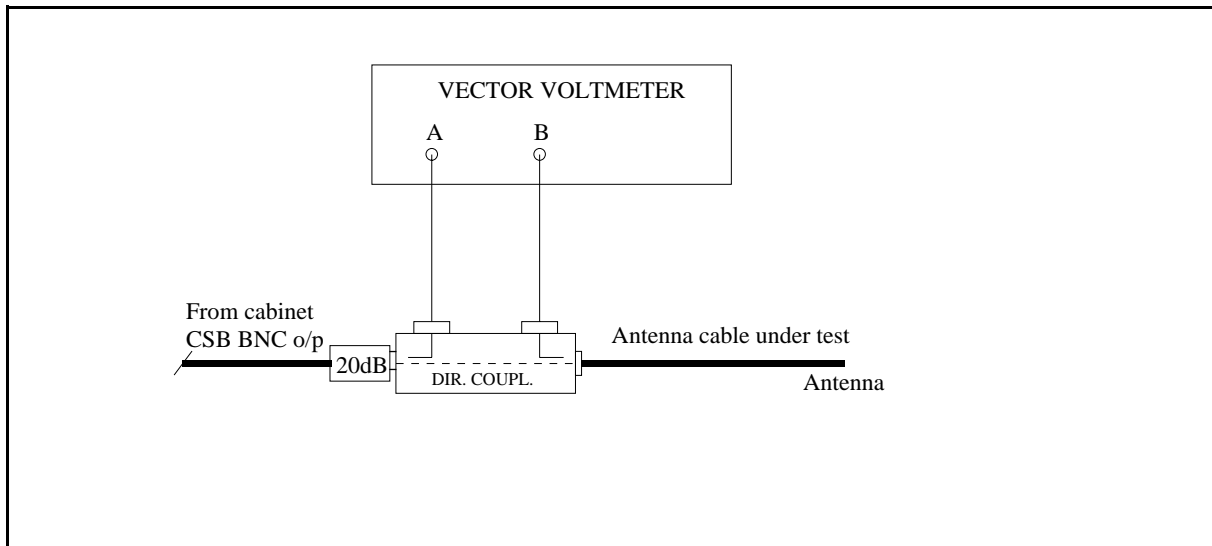 VECTOR VOLTMETER
A B
From cabinet
CSB BNC o/p
20dB
DIR. COUPL.
Antenna cable under test
Antenna